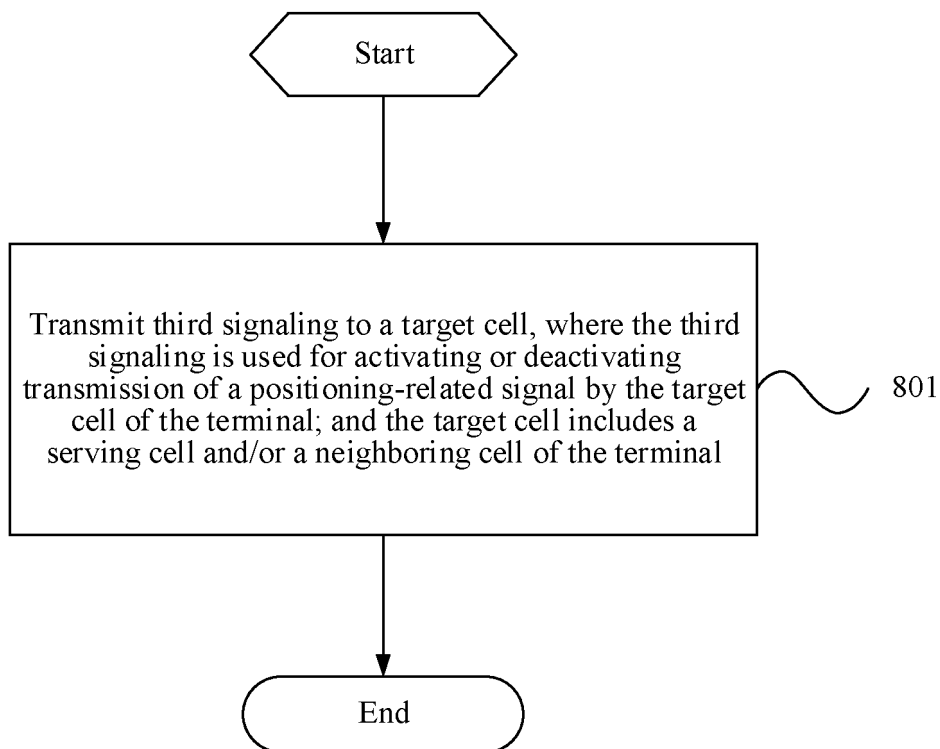 Start
Transmit third signaling to a target cell, where the third
signaling is used for activating or deactivating
transmission of a positioning-related signal by the target
cell of the terminal; and the target cell includes a
serving cell and/or a neighboring cell of the terminal
801
End